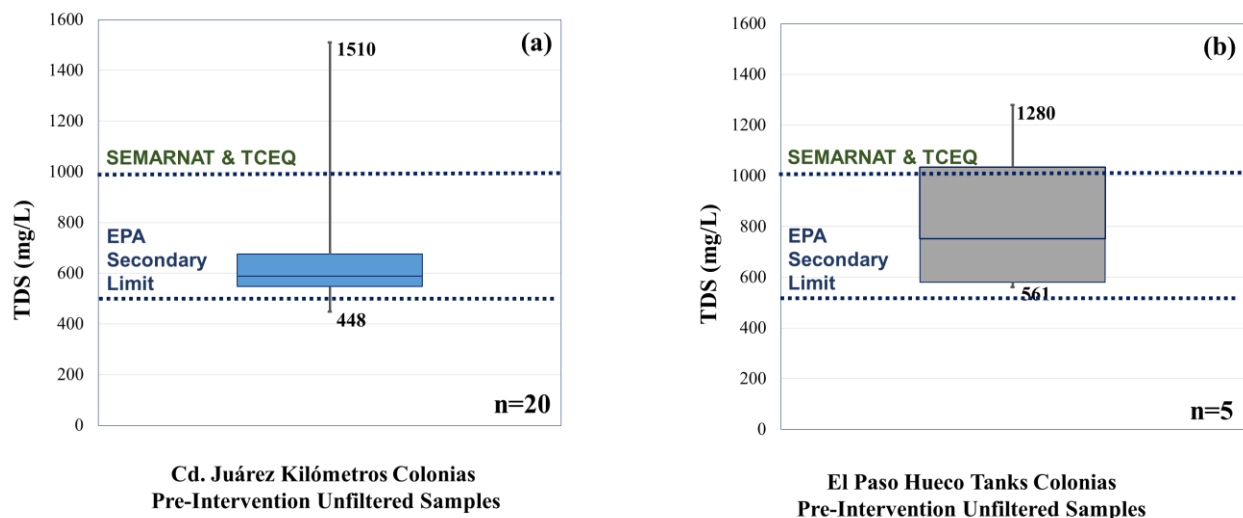 TDS (mg/L)
1600
1400
1200
1000
800
600
400
200
0
(a)
1510
SEMARNAT & TCEQ
EPA
Secondary
Limit
448
n=20
Cd. Juárez Kilómetros Colonias
Pre-Intervention Unfiltered Samples
TDS (mg/L)
1600
1400
1200
1000
800
600
400
200
0
(b)
1280
SEMARNAT & TCEQ
EPA
Secondary
Limit
561
n=5
El Paso Hueco Tanks Colonias
Pre-Intervention Unfiltered Samples